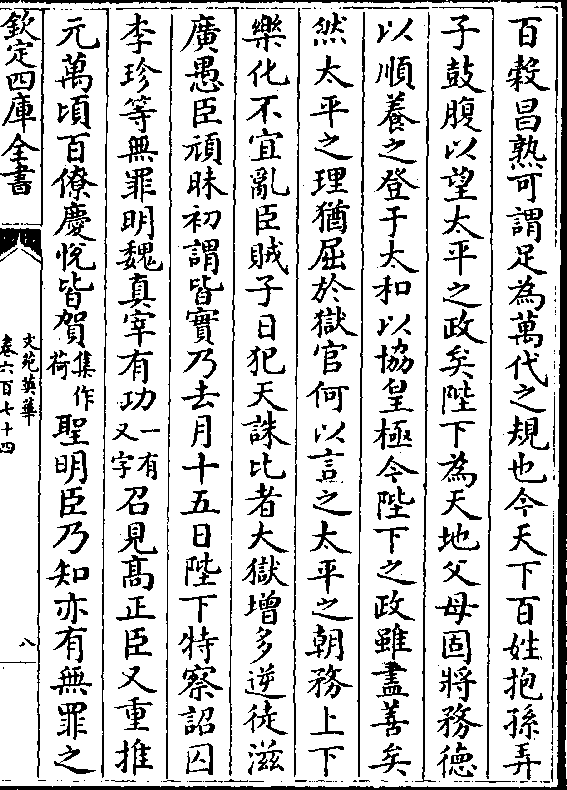 百穀昌熟可謂足為萬代之規也今天下百姓抱孫弄
子鼓腹以望太平之政矣陛下為天地父母固將務德
以順養之登于太和以協皇極今陛下之政雖盡善矣
然太平之理猶屈於獄官何以言之太平之朝務上下
樂化不宜亂臣賊子日犯天誅比者大獄增多逆徒滋
廣愚臣頑昧初謂皆實乃去月十五日陛下特察詔囚
李珍等無罪明魏真宰有功一有又字召見髙正臣又重推
元萬頃百僚慶悅皆賀集作荷聖明臣乃知亦有無罪之
欽定四庫全書
文苑英華
卷六百七十四
八